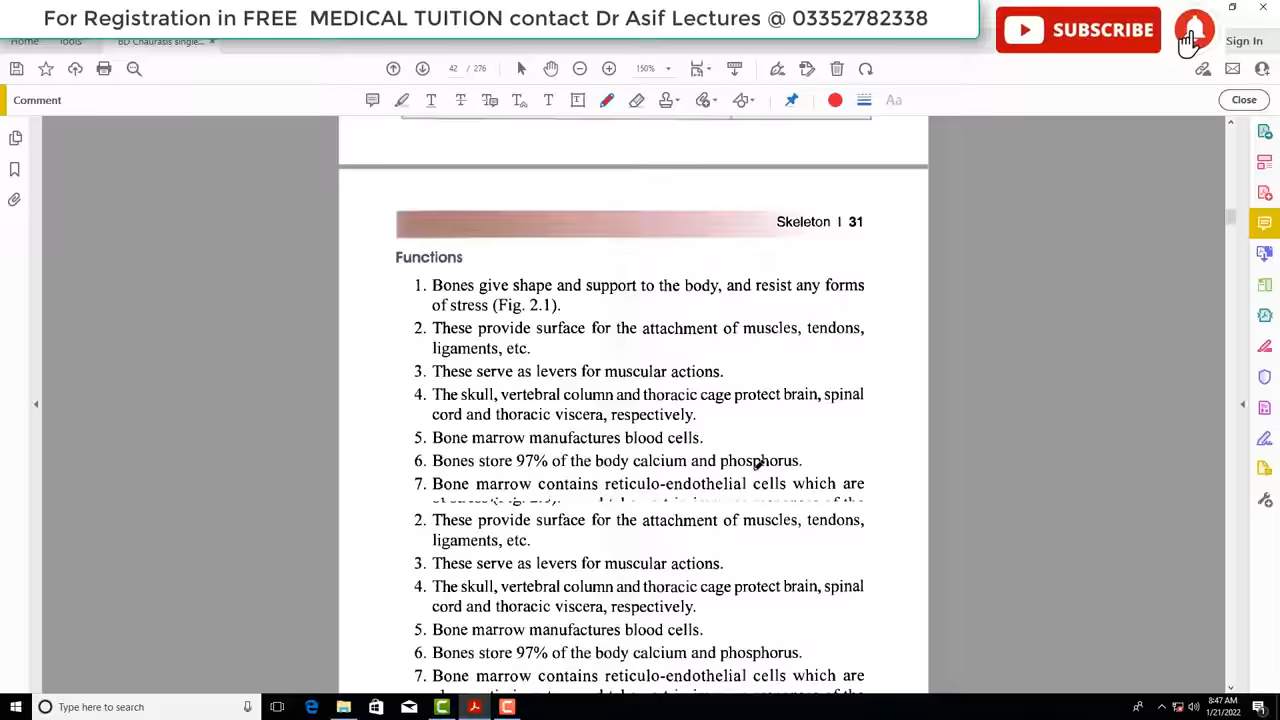 For Registration in FREE MEDICAL TUITION contact Dr Asif Lectures @ 03352782338
SUBSCRIBE
Home Tools BD Chaurasis single... Sign In
42 / 276 150%
Comment Close
Skeleton | 31
Functions
1. Bones give shape and support to the body, and resist any forms
of stress (Fig. 2.1).
2. These provide surface for the attachment of muscles, tendons,
ligaments, etc.
3. These serve as levers for muscular actions.
4. The skull, vertebral column and thoracic cage protect brain, spinal
cord and thoracic viscera, respectively.
5. Bone marrow manufactures blood cells.
6. Bones store 97% of the body calcium and phosphorus.
7. Bone marrow contains reticulo-endothelial cells which are
2. These provide surface for the attachment of muscles, tendons,
ligaments, etc.
3. These serve as levers for muscular actions.
4. The skull, vertebral column and thoracic cage protect brain, spinal
cord and thoracic viscera, respectively.
5. Bone marrow manufactures blood cells.
6. Bones store 97% of the body calcium and phosphorus.
7. Bone marrow contains reticulo-endothelial cells which are
Type here to search
8:47 AM
1/21/2022